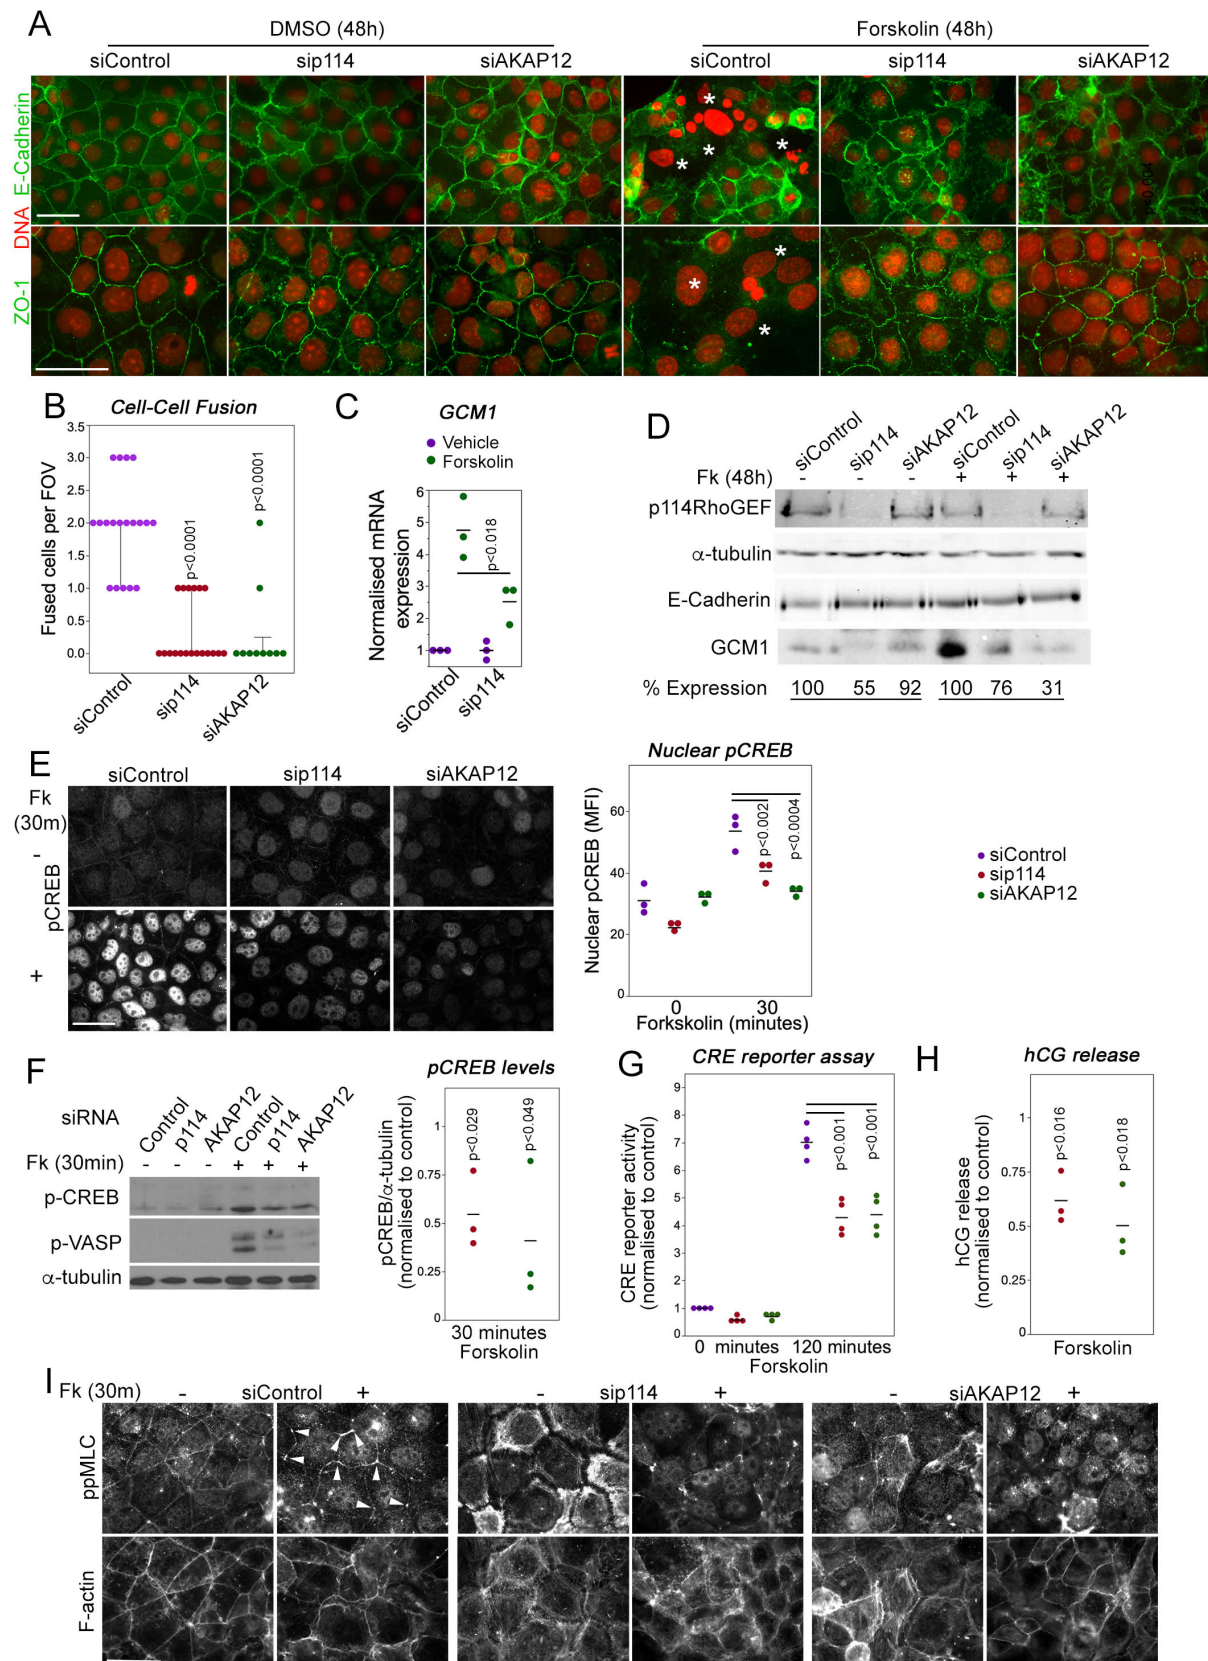 A
DMSO (48h)
Forskolin (48h)
siControl sip114 siAKAP12 siControl sip114 siAKAP12
ZO-1 DNA E-Cadherin
* * * * *
* * *
B
Cell-Cell Fusion
Fused cells per FOV
3.5
3.0
2.5
2.0
1.5
1.0
0.5
0.0
p<0.0001
p<0.0001
siControl
sip114
siAKAP12
C
GCM1
Vehicle
Forskolin
Normalised mRNA
expression
6
5
4
3
2
1
p<0.018
siControl
sip114
D
siControl sip114 siAKAP12 siControl sip114 siAKAP12
Fk (48h) - - - + + +
p114RhoGEF
α-tubulin
E-Cadherin
GCM1
% Expression 100 55 92 100 76 31
E
siControl sip114 siAKAP12
Fk
(30m)
-
pCREB
+
Nuclear pCREB
Nuclear pCREB (MFI)
60
40
20
0
p<0.002
p<0.0004
0 30
Forkskolin (minutes)
siControl
sip114
siAKAP12
F
siRNA
Control p114 AKAP12 Control p114 AKAP12
Fk (30min) - - - + + +
p-CREB
p-VASP
α-tubulin
pCREB levels
pCREB/α-tubulin
(normalised to control)
1
0.75
0.5
0.25
0
p<0.029
p<0.049
30 minutes
Forskolin
G
CRE reporter assay
CRE reporter activity
(normalised to control)
9
8
7
6
5
4
3
2
1
0
p<0.001
p<0.001
0 minutes 120 minutes
Forskolin
H
hCG release
hCG release
(normalised to control)
1
0.75
0.5
0.25
0
p<0.016
p<0.018
Forskolin
I
Fk (30m) - siControl + - sip114 + - siAKAP12 +
ppMLC
F-actin